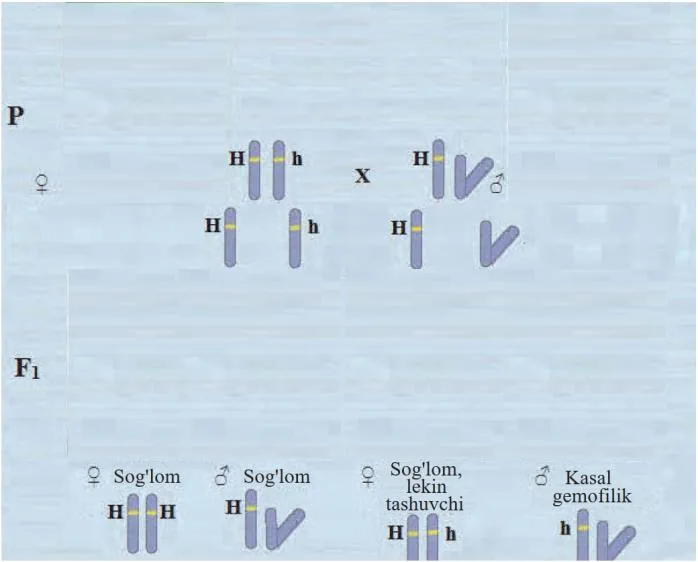 P
H h X H
♀ ♂
H h H
F₁
♀ Sog'lom ♂ Sog'lom ♀ Sog'lom, ♂ Kasal
lekin gemofilik
tashuvchi
H H H H h h